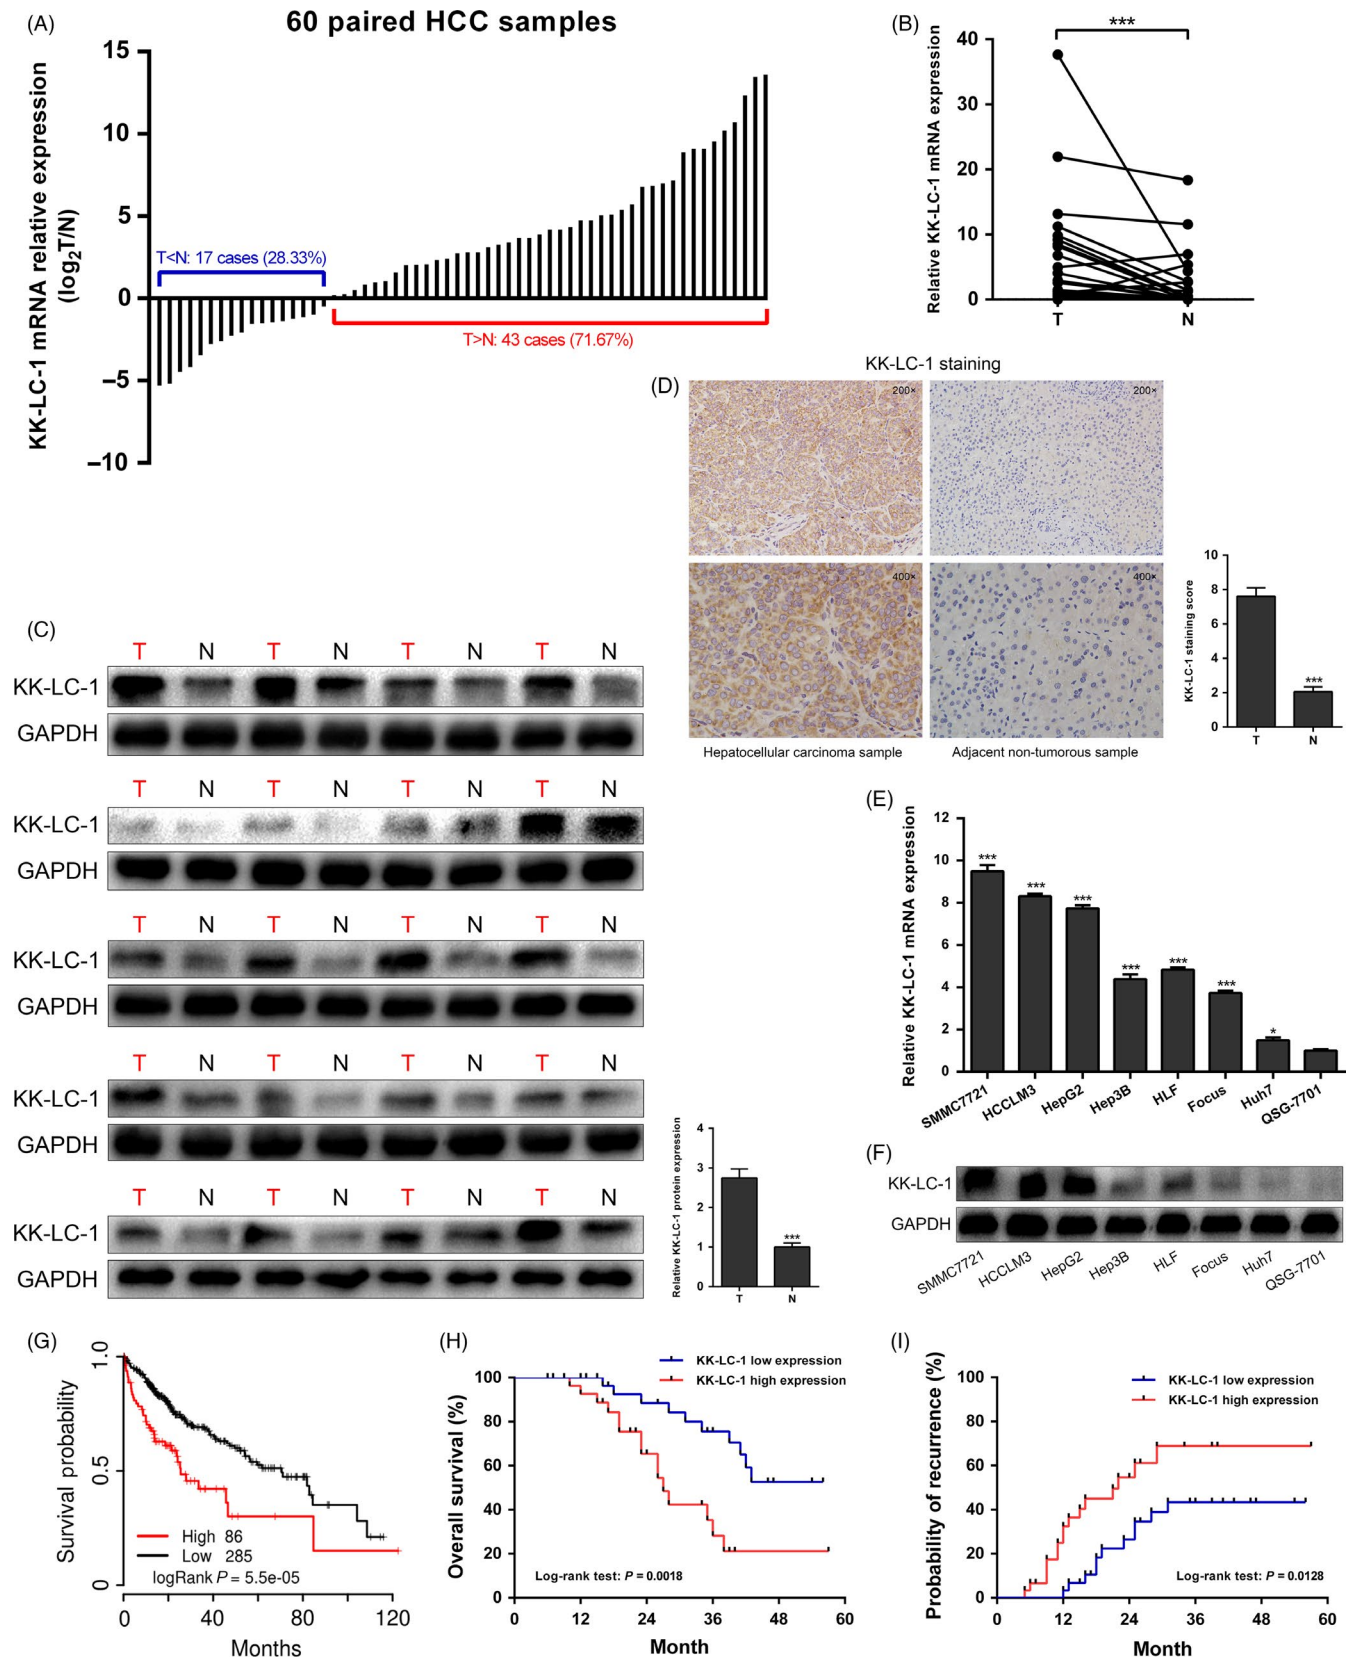 (A)
60 paired HCC samples
KK-LC-1 mRNA relative expression
(log2T/N)
15
10
5
0
−5
−10
T<N: 17 cases (28.33%)
T>N: 43 cases (71.67%)
(B)
***
Relative KK-LC-1 mRNA expression
40
30
20
10
0
T N
(C)
T N T N T N T N
KK-LC-1
GAPDH
T N T N T N T N
KK-LC-1
GAPDH
T N T N T N T N
KK-LC-1
GAPDH
T N T N T N T N
KK-LC-1
GAPDH
T N T N T N T N
KK-LC-1
GAPDH
Relative KK-LC-1 protein expression
4
3
2
1
0
***
T N
KK-LC-1 staining
(D)
200× 200×
400× 400×
Hepatocellular carcinoma sample Adjacent non-tumorous sample
KK-LC-1 staining score
10
8
6
4
2
0
***
T N
(E)
Relative KK-LC-1 mRNA expression
12
10
8
6
4
2
0
*** *** *** *** *** *** *
SMMC7721 HCCLM3 HepG2 Hep3B HLF Focus Huh7 QSG-7701
(F)
KK-LC-1
GAPDH
SMMC7721 HCCLM3 HepG2 Hep3B HLF Focus Huh7 QSG-7701
(G)
Survival probability
1.0
0.5
0
High 86
Low 285
logRank P = 5.5e-05
0 40 80 120
Months
(H)
KK-LC-1 low expression
KK-LC-1 high expression
Overall survival (%)
100
80
60
40
20
0
Log-rank test: P = 0.0018
0 12 24 36 48 60
Month
(I)
KK-LC-1 low expression
KK-LC-1 high expression
Probability of recurrence (%)
100
80
60
40
20
0
Log-rank test: P = 0.0128
0 12 24 36 48 60
Month